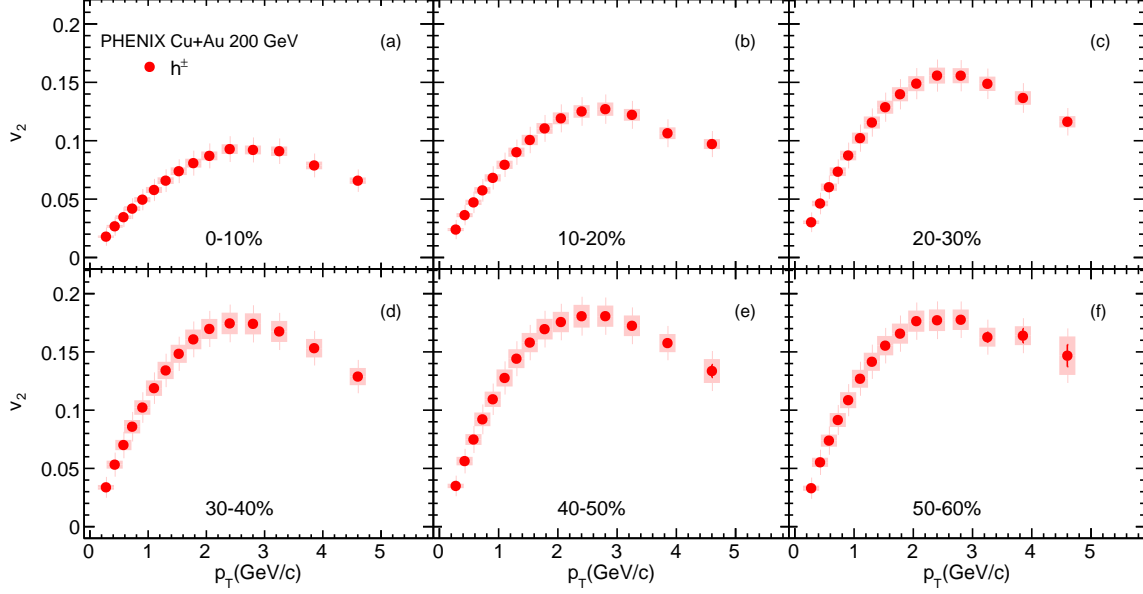 0.2
0.15
0.1
0.05
0
v2
PHENIX Cu+Au 200 GeV
h±
(a)
0-10%
(b)
10-20%
(c)
20-30%
0.2
0.15
0.1
0.05
0
v2
(d)
30-40%
(e)
40-50%
(f)
50-60%
0 1 2 3 4 5
0 1 2 3 4 5
0 1 2 3 4 5
pT(GeV/c)
pT(GeV/c)
pT(GeV/c)